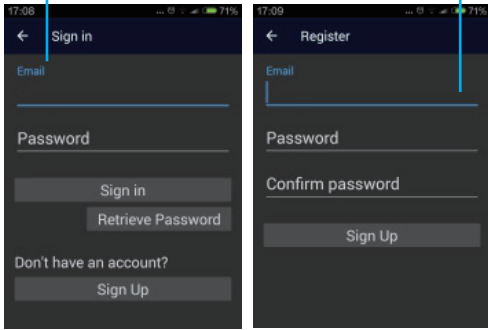 17:08 ... 71%
Sign in
Email
Password
Sign in
Retrieve Password
Don't have an account?
Sign Up
17:09 ... 71%
Register
Email
Password
Confirm password
Sign Up